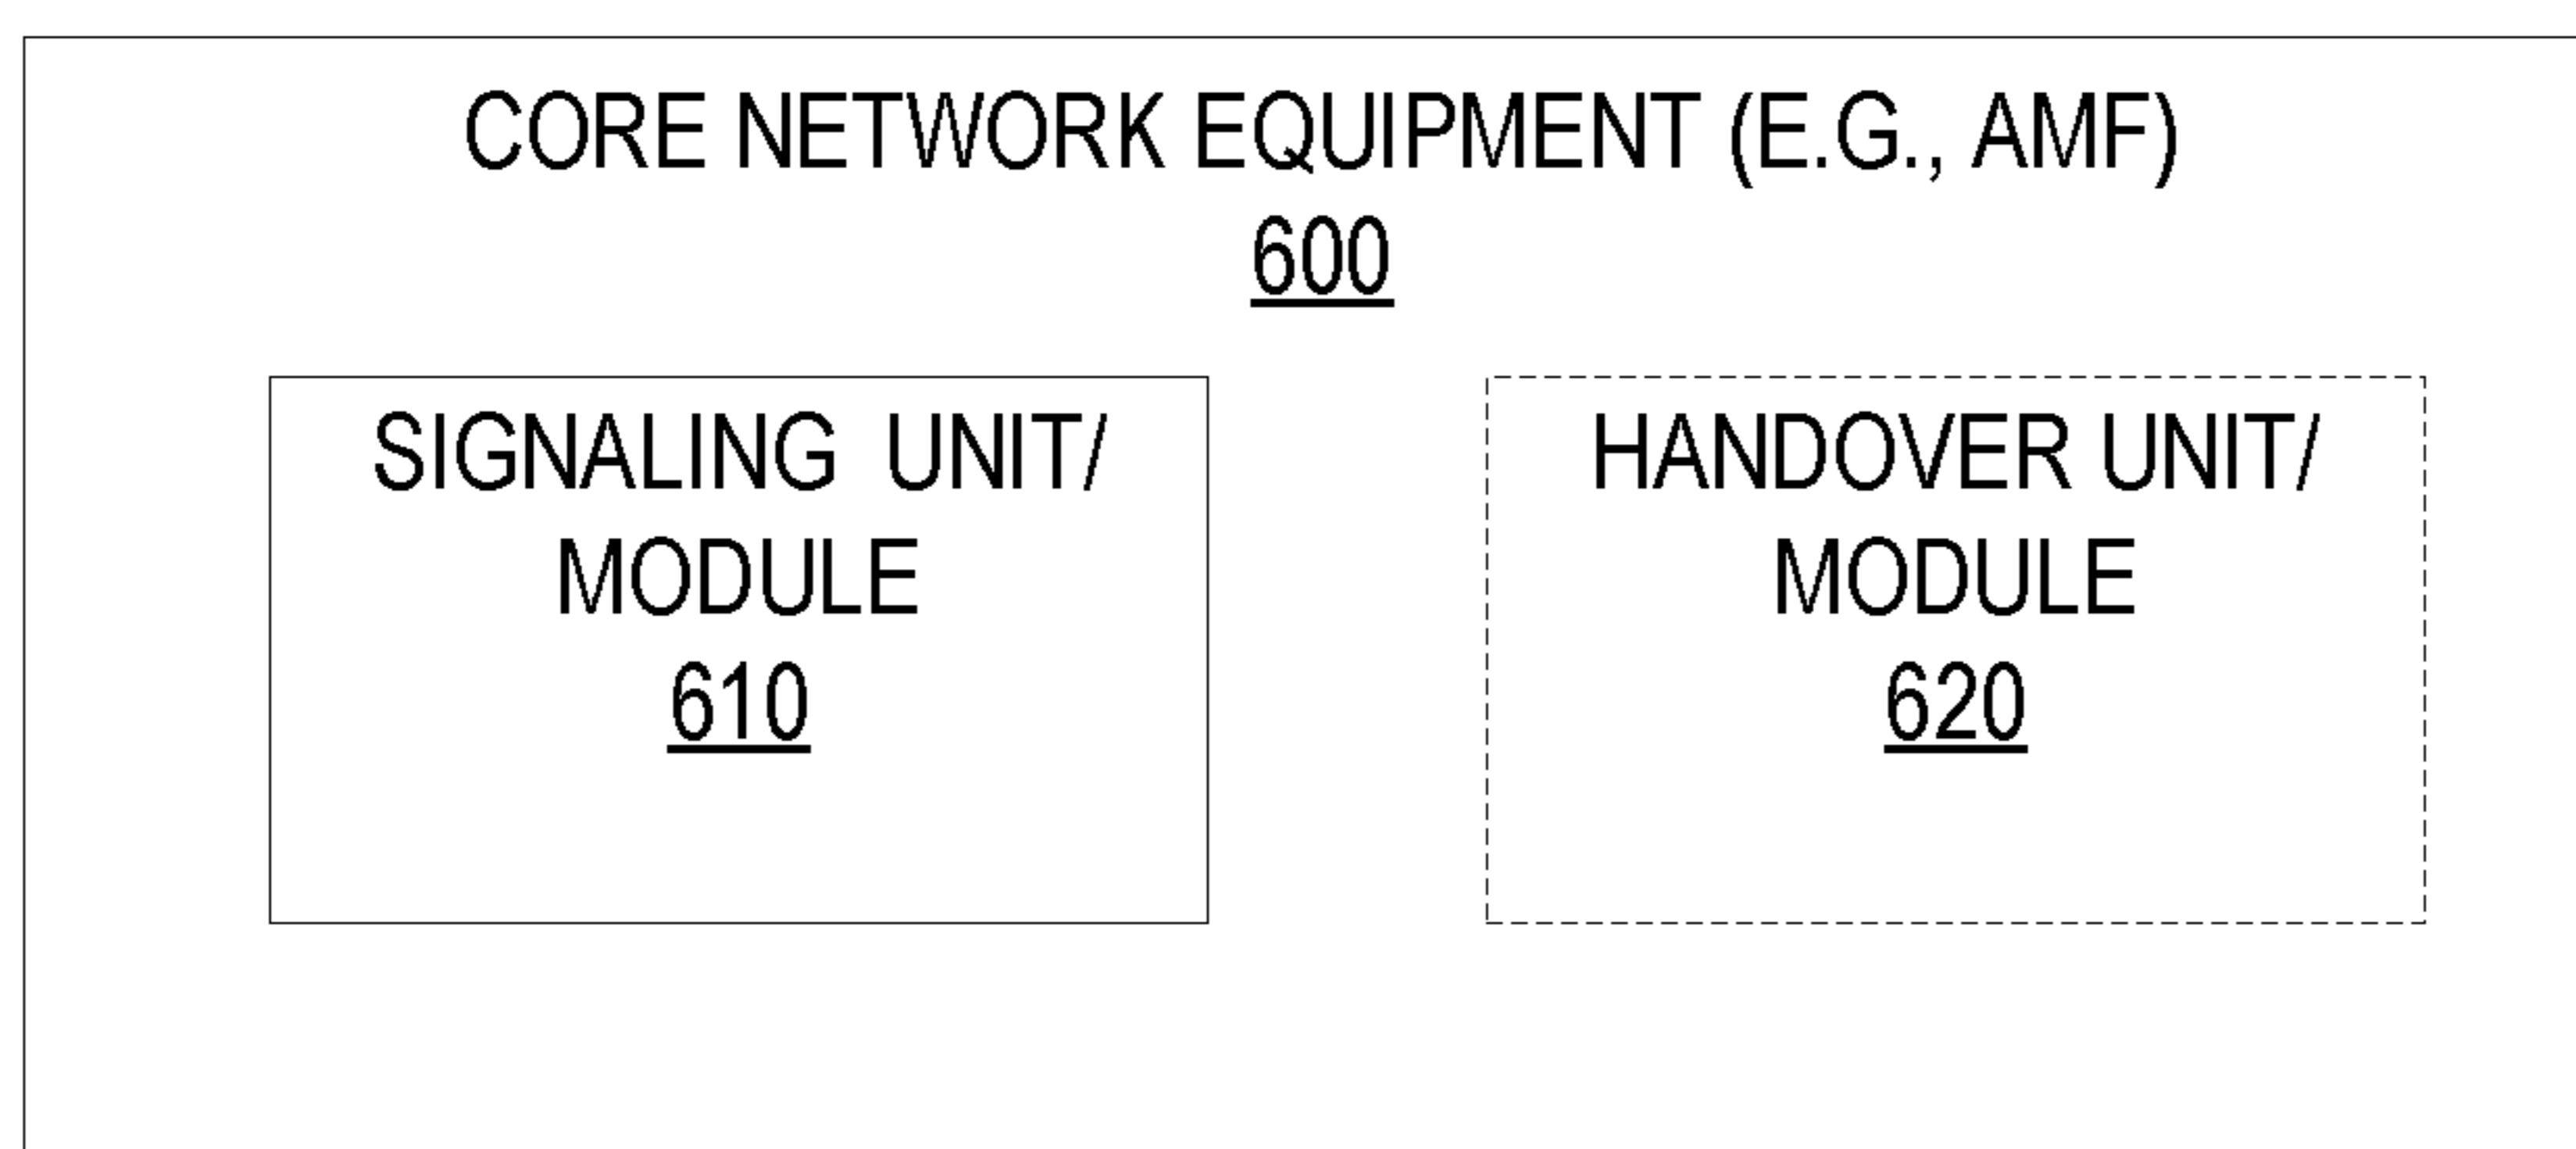 CORE NETWORK EQUIPMENT (E.G., AMF)
600
SIGNALING UNIT/
MODULE
610
HANDOVER UNIT/
MODULE
620